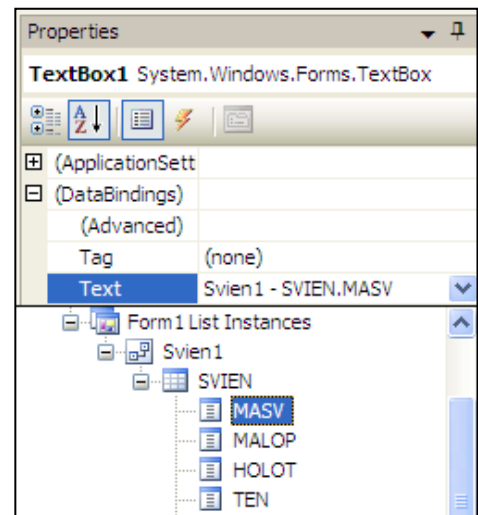 Properties
TextBox1 System.Windows.Forms.TextBox
(ApplicationSett
(DataBindings)
(Advanced)
Tag (none)
Text Svien1 - SVIEN.MASV
Form1 List Instances
Svien1
SVIEN
MASV
MALOP
HOLOT
TEN